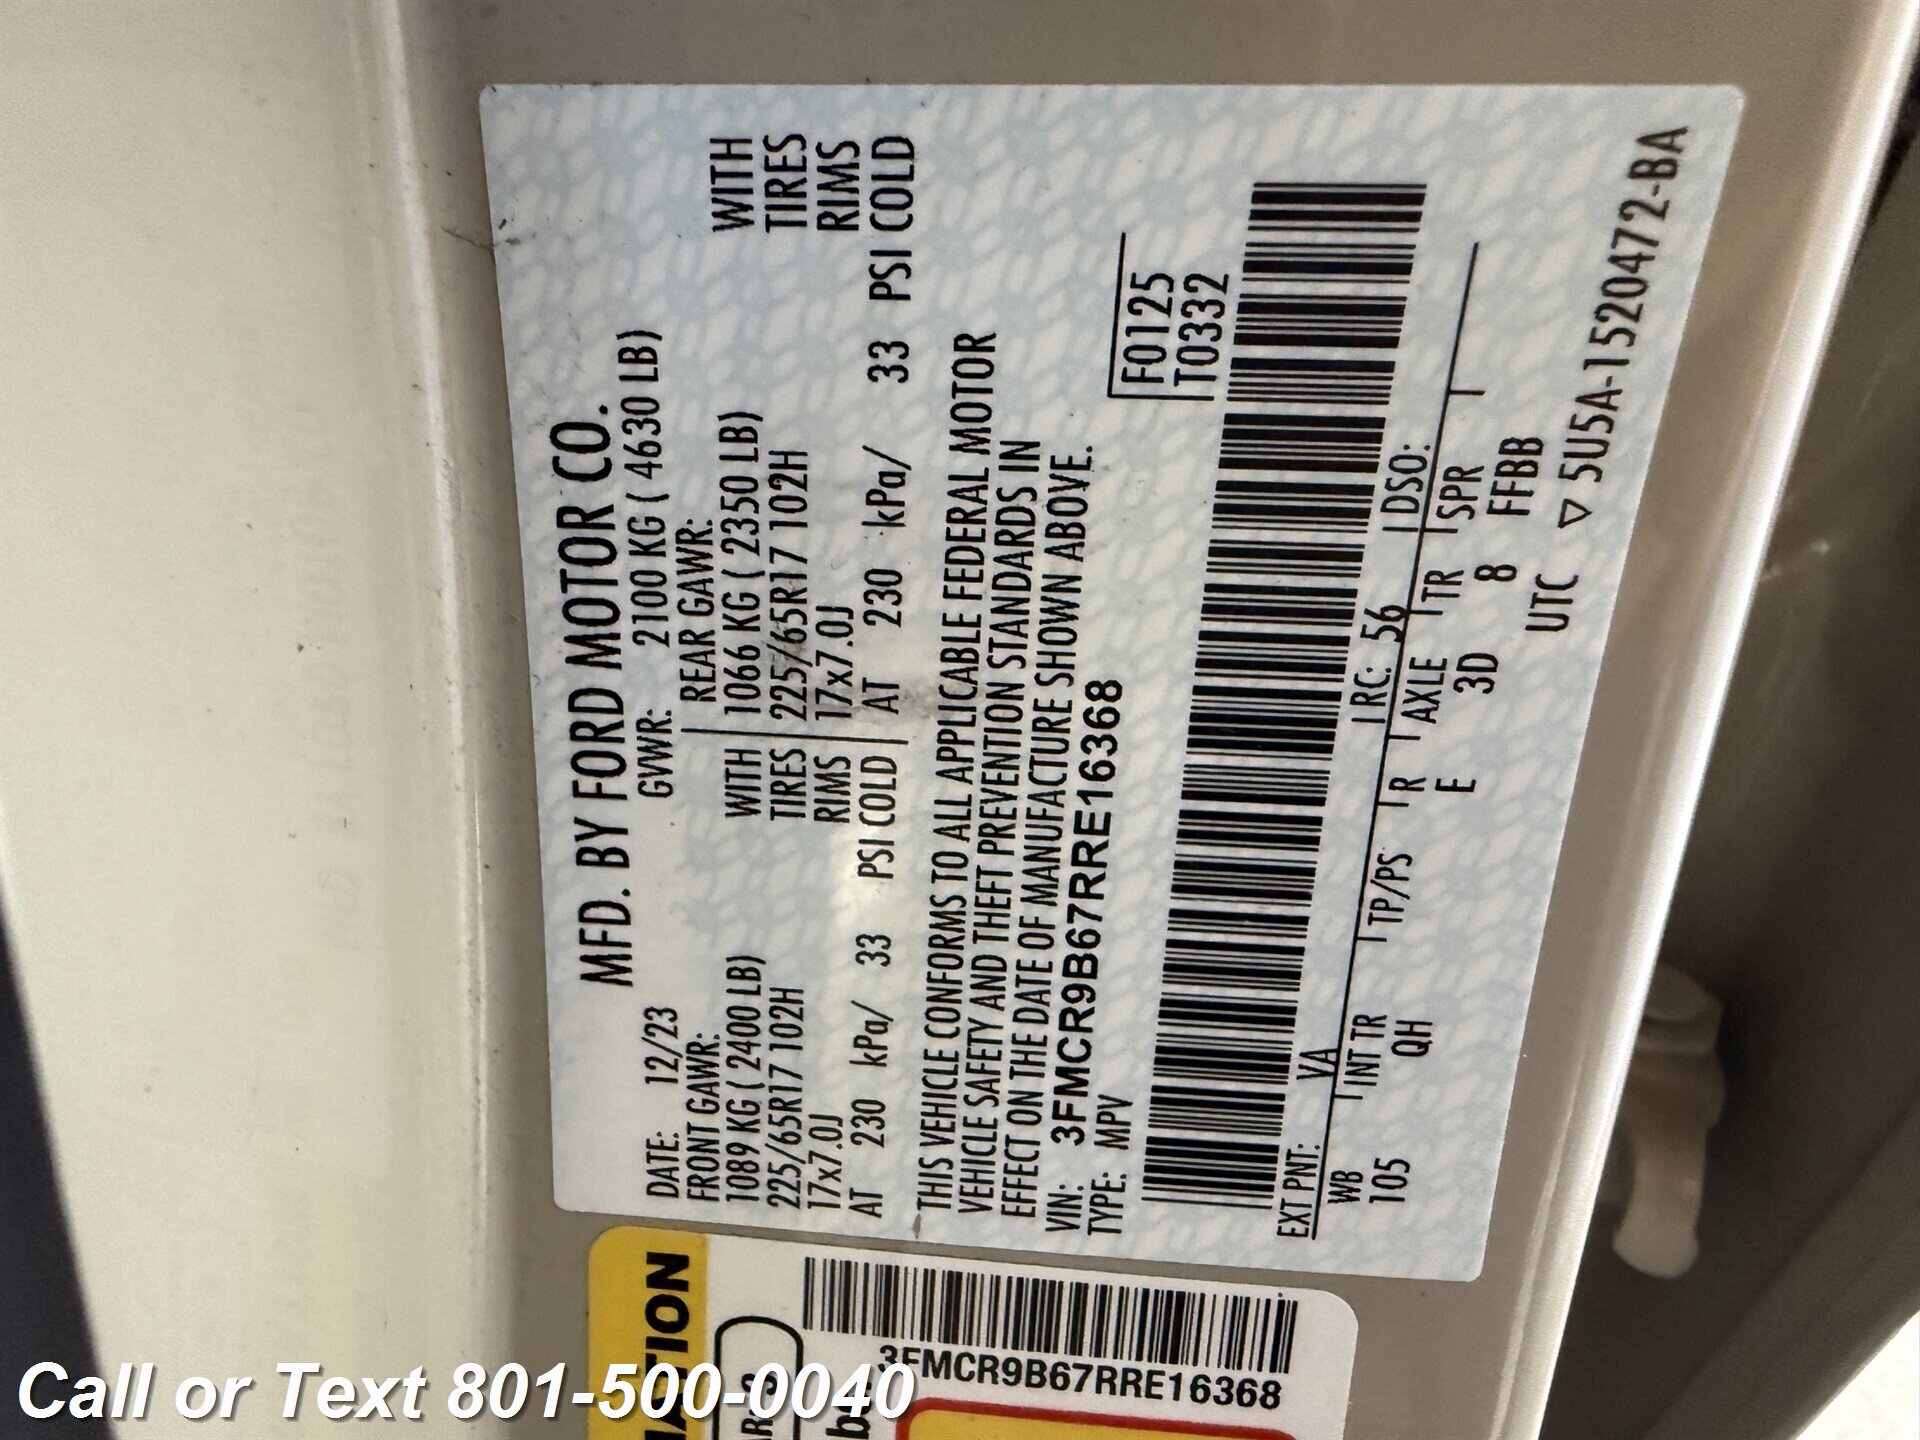 MFD. BY FORD MOTOR CO.
DATE: 12/23 GVWR: 2100 KG ( 4630 LB)
FRONT GAWR: REAR GAWR:
1089 KG ( 2400 LB) WITH 1066 KG ( 2350 LB) WITH
225/65R17 102H TIRES 225/65R17 102H TIRES
17x7.0J RIMS 17x7.0J RIMS
AT 230 kPa/ 33 PSI COLD AT 230 kPa/ 33 PSI COLD
THIS VEHICLE CONFORMS TO ALL APPLICABLE FEDERAL MOTOR
VEHICLE SAFETY AND THEFT PREVENTION STANDARDS IN
EFFECT ON THE DATE OF MANUFACTURE SHOWN ABOVE.
VIN: 3FMCR9B67RRE16368
TYPE: MPV
F0125
T0332
EXT PNT: VA RC: 56 DSO:
WB INT TR TP/PS R AXLE TR SPR
105 QH E 3D 8 FFBB
UTC ▽ 5U5A-1520472-BA
3FMCR9B67RRE16368
Call or Text 801-500-0040